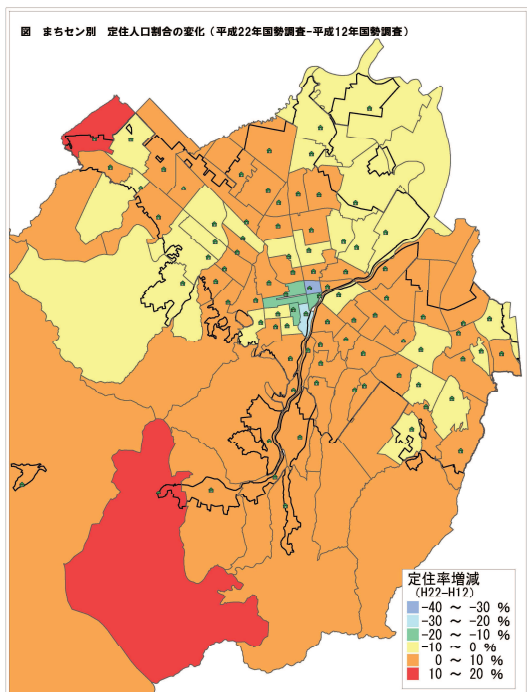 図 まちセン別 定住人口割合の変化(平成22年国勢調査-平成12年国勢調査)
定住率増減
(H22-H12)
-40 ～ -30 %
-30 ～ -20 %
-20 ～ -10 %
-10 ～ 0 %
0 ～ 10 %
10 ～ 20 %